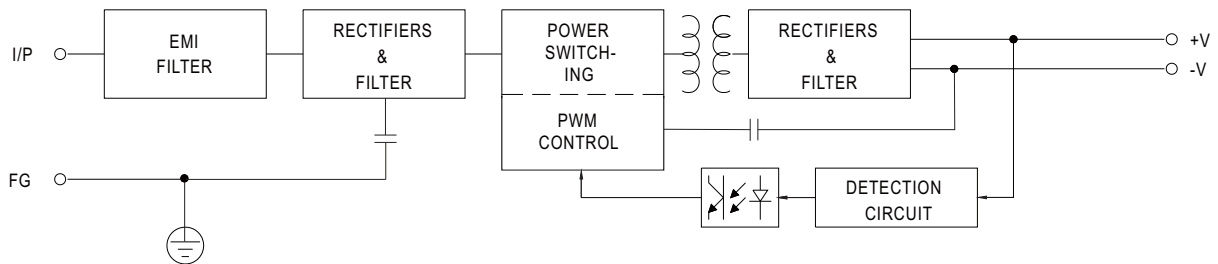 I/P
EMI
FILTER
RECTIFIERS
&
FILTER
POWER
SWITCH-
ING
PWM
CONTROL
RECTIFIERS
&
FILTER
+V
-V
FG
DETECTION
CIRCUIT